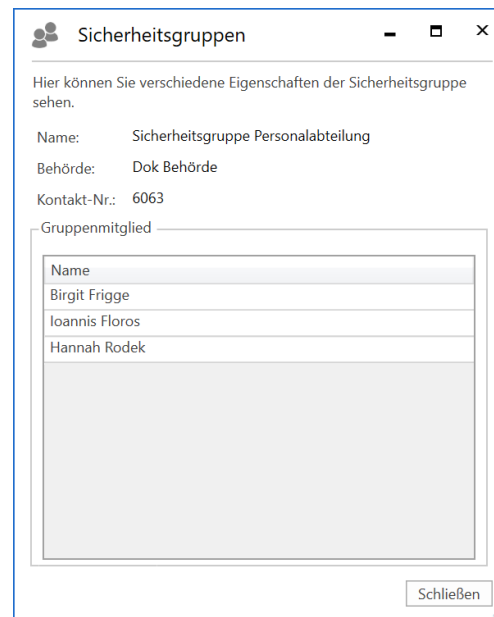 Sicherheitsgruppen
Hier können Sie verschiedene Eigenschaften der Sicherheitsgruppe
sehen.
Name: Sicherheitsgruppe Personalabteilung
Behörde: Dok Behörde
Kontakt-Nr.: 6063
Gruppenmitglied
Name
Birgit Frigge
Ioannis Floros
Hannah Rodek
Schließen